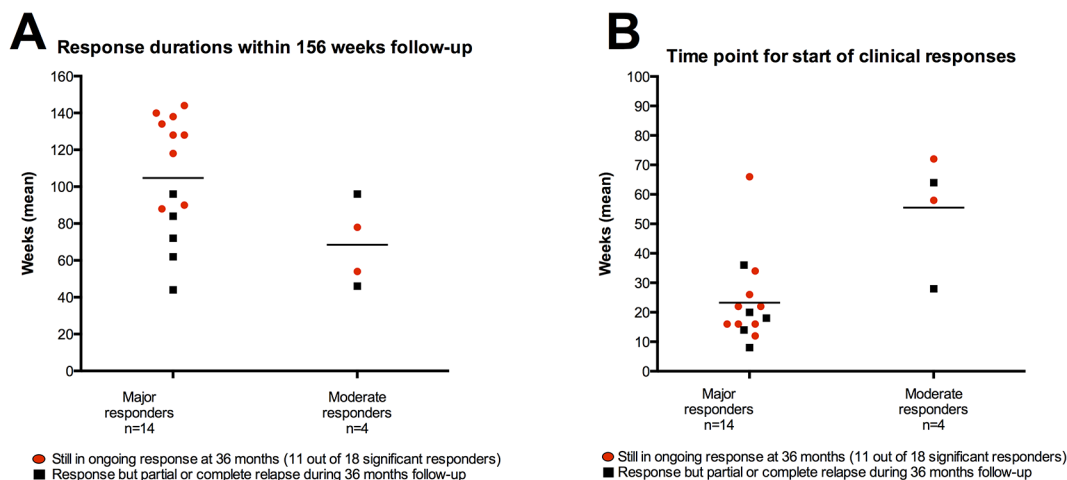 A
Response durations within 156 weeks follow-up
Weeks (mean)
160
140
120
100
80
60
40
20
0
Major
responders
n=14
Moderate
responders
n=4
Still in ongoing response at 36 months (11 out of 18 significant responders)
Response but partial or complete relapse during 36 months follow-up
B
Time point for start of clinical responses
Weeks (mean)
100
90
80
70
60
50
40
30
20
10
0
Major
responders
n=14
Moderate
responders
n=4
Still in ongoing response at 36 months (11 out of 18 significant responders)
Response but partial or complete relapse during 36 months follow-up